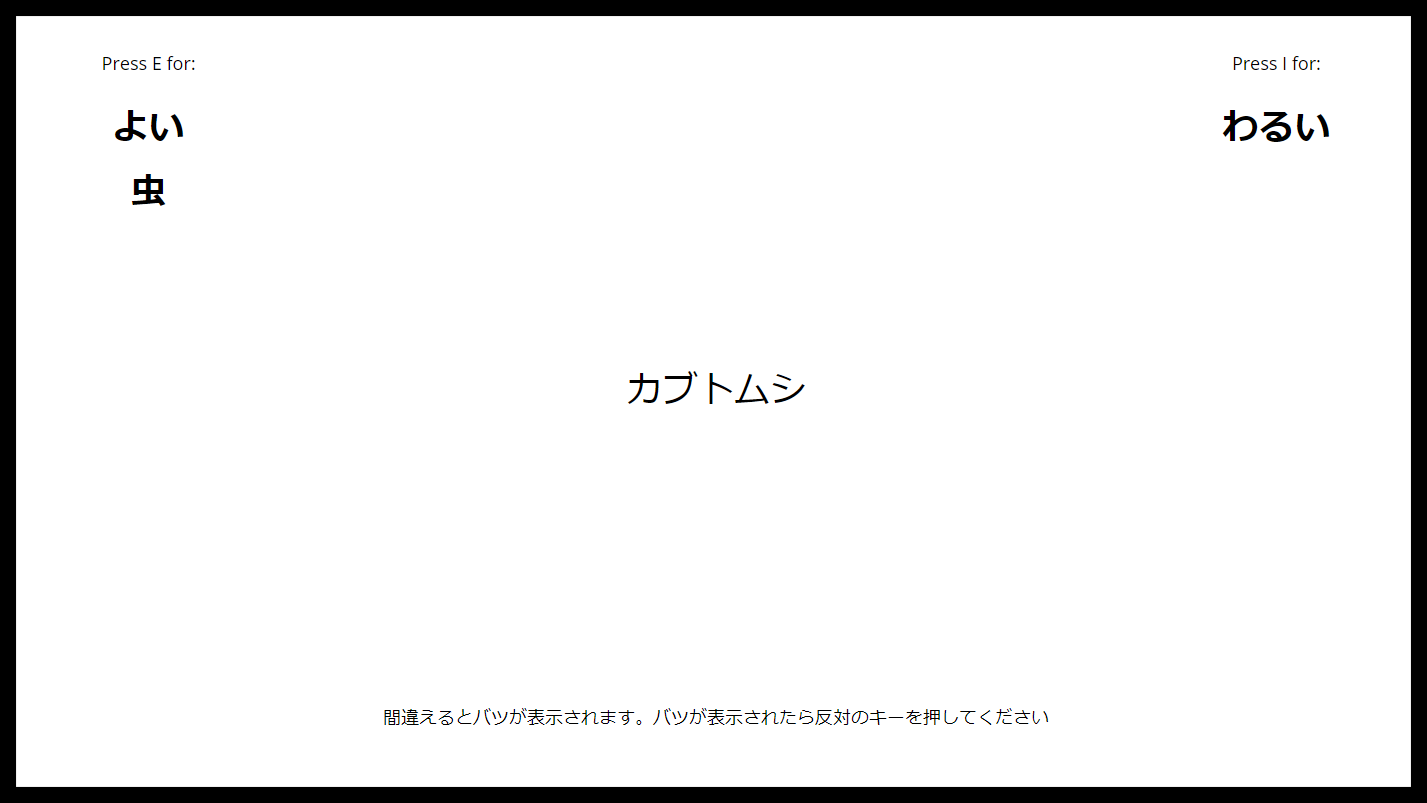 Press E for:
Press I for:
よい
わるい
虫
カブトムシ
間違えるとバツが表示されます。バツが表示されたら反対のキーを押してください